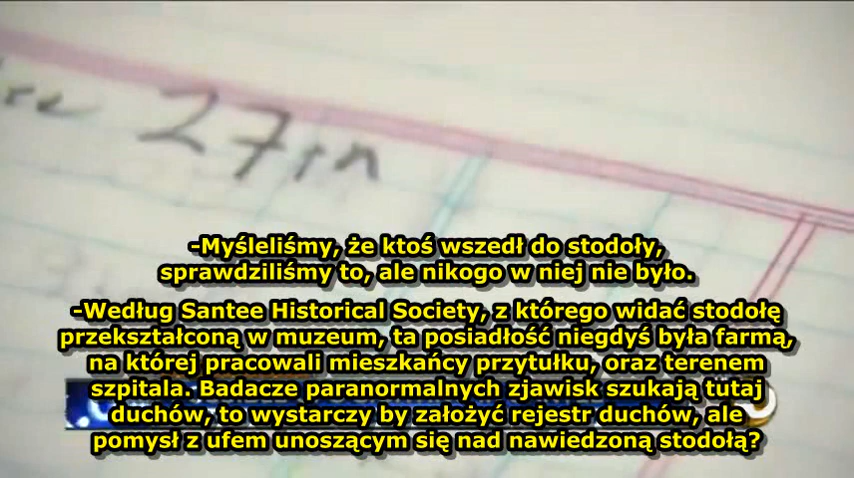 27th
-Myśleliśmy, że ktoś wszedł do stodoły,
sprawdziliśmy to, ale nikogo w niej nie było.
-Według Santee Historical Society, z którego widać stodołę
przekształconą w muzeum, ta posiadłość niegdyś była farmą,
na której pracowali mieszkańcy przytułku, oraz terenem
szpitala. Badacze paranormalnych zjawisk szukają tutaj
duchów, to wystarczy by założyć rejestr duchów, ale
pomysł z ufem unoszącym się nad nawiedzoną stodołą?